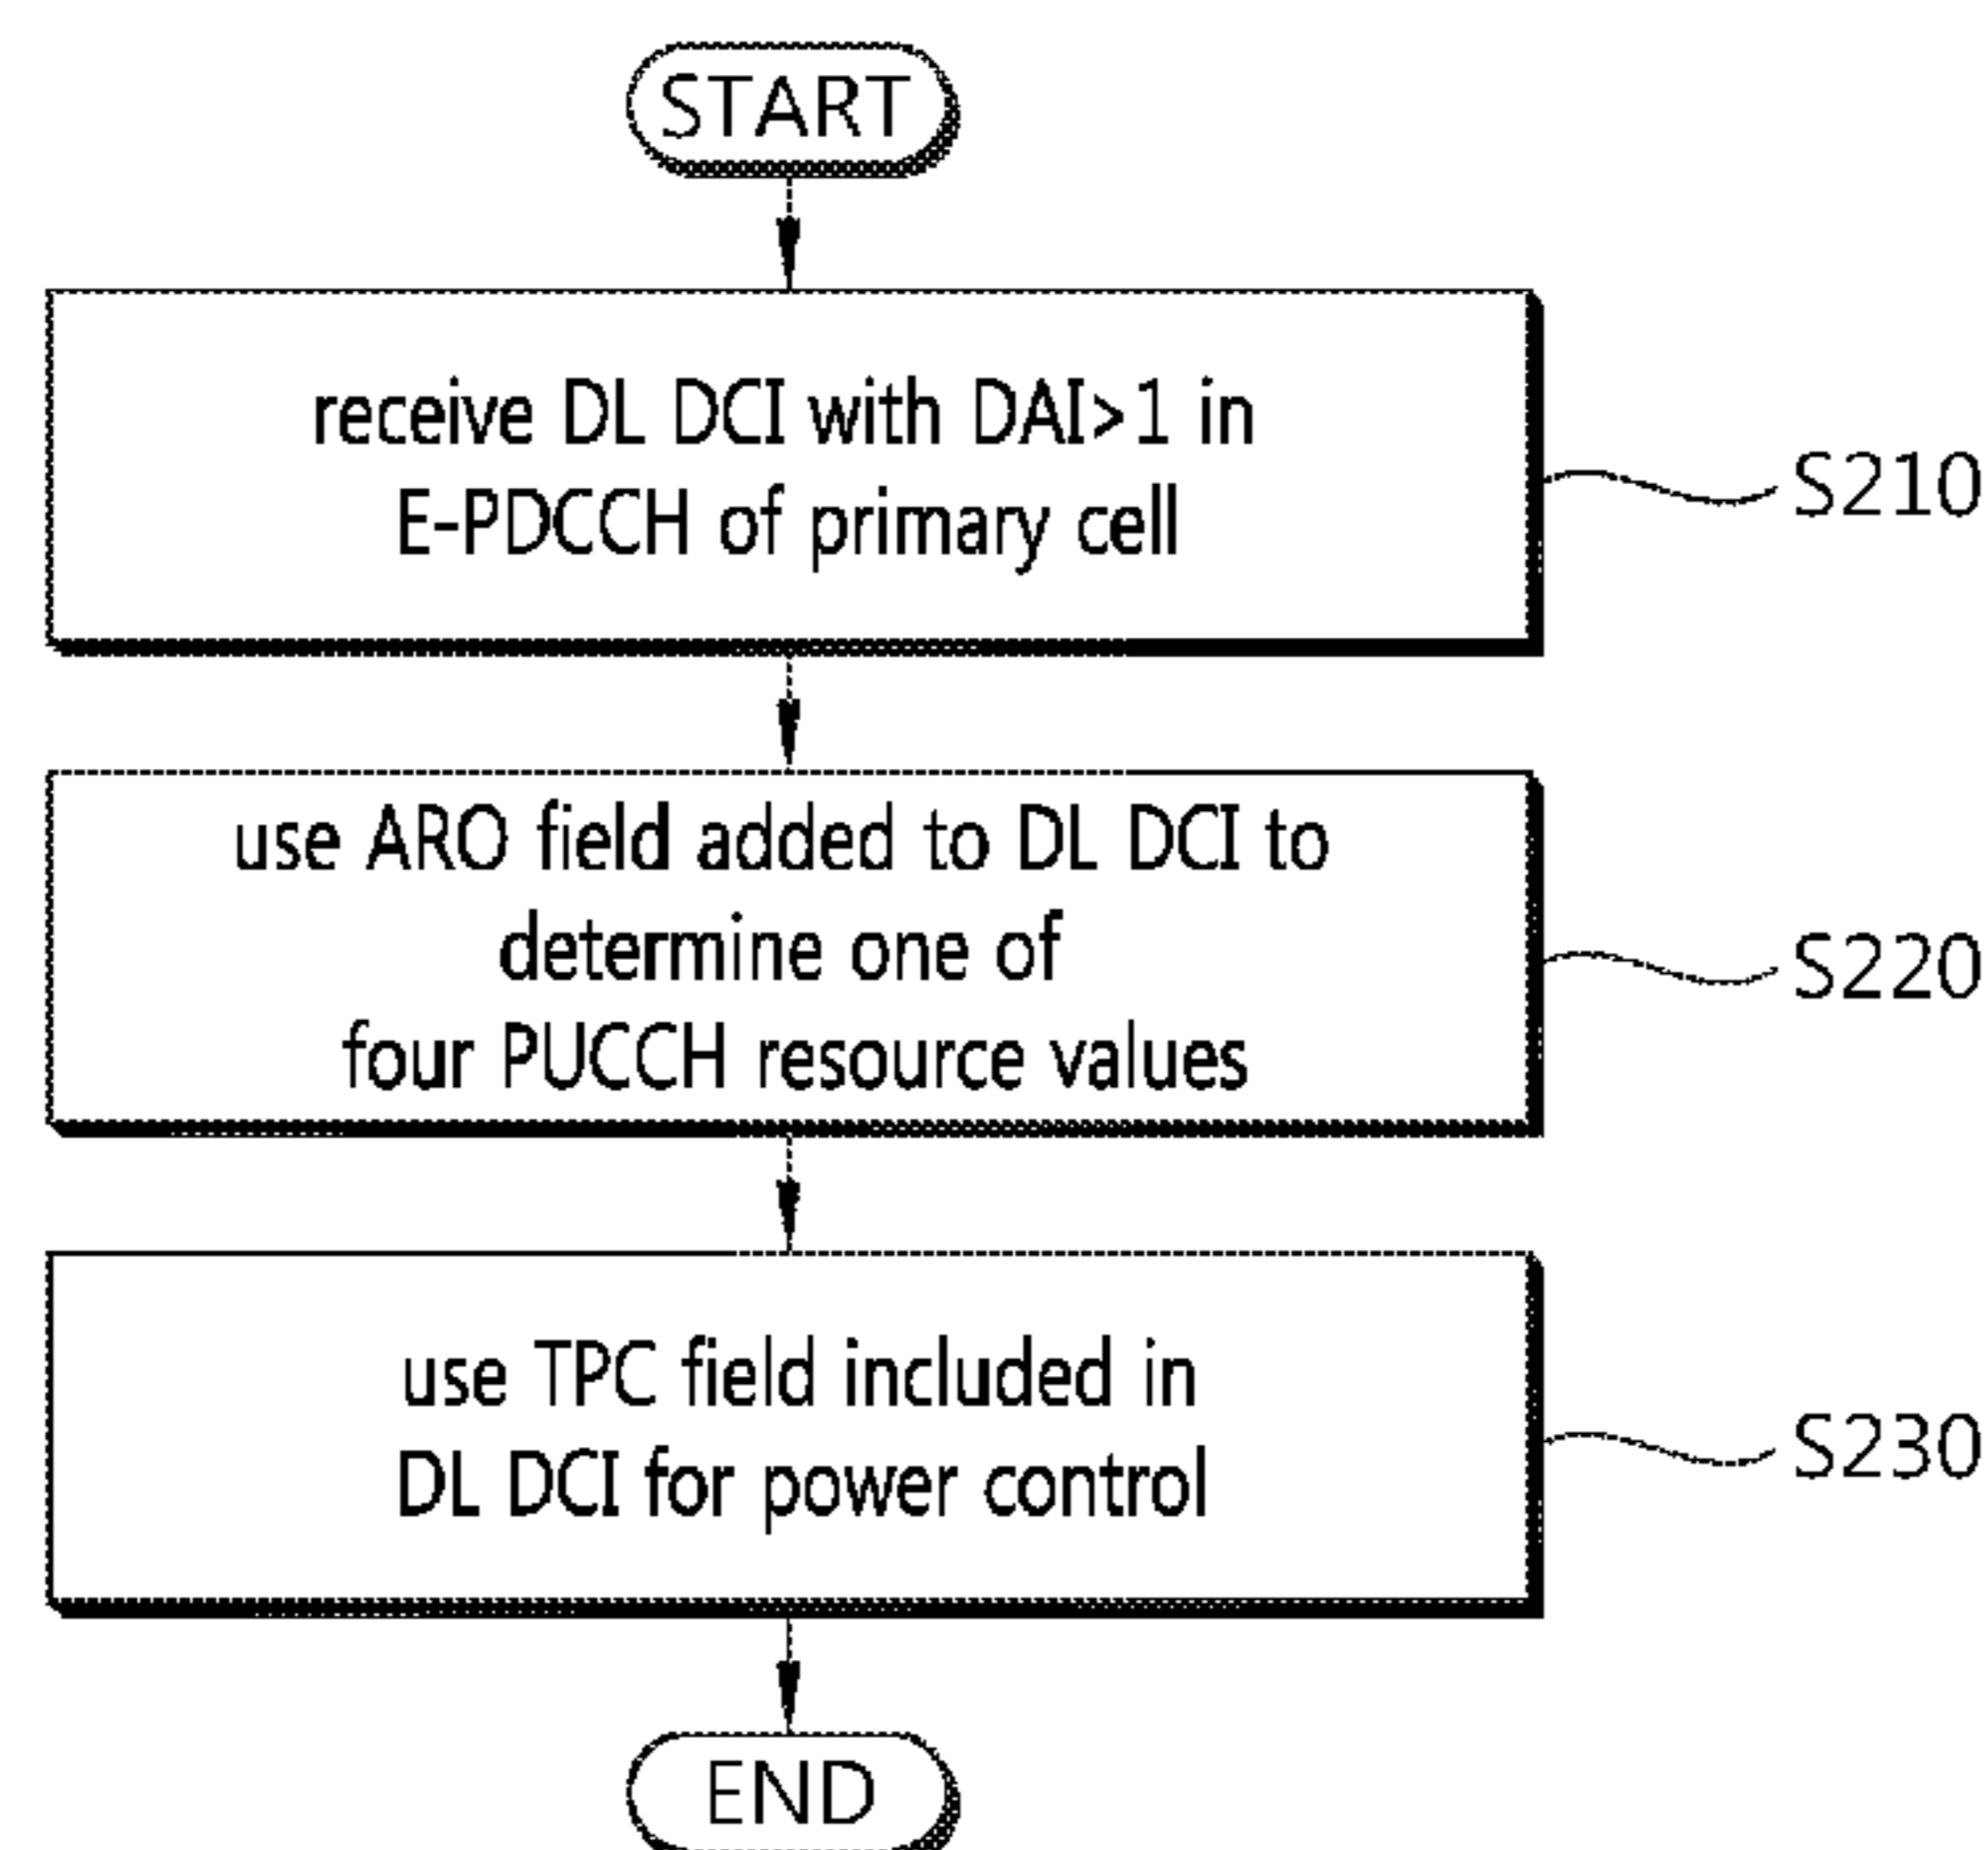 START
receive DL DCI with DAI>1 in
E-PDCCH of primary cell
S210
use ARO field added to DL DCI to
determine one of
four PUCCH resource values
S220
use TPC field included in
DL DCI for power control
S230
END